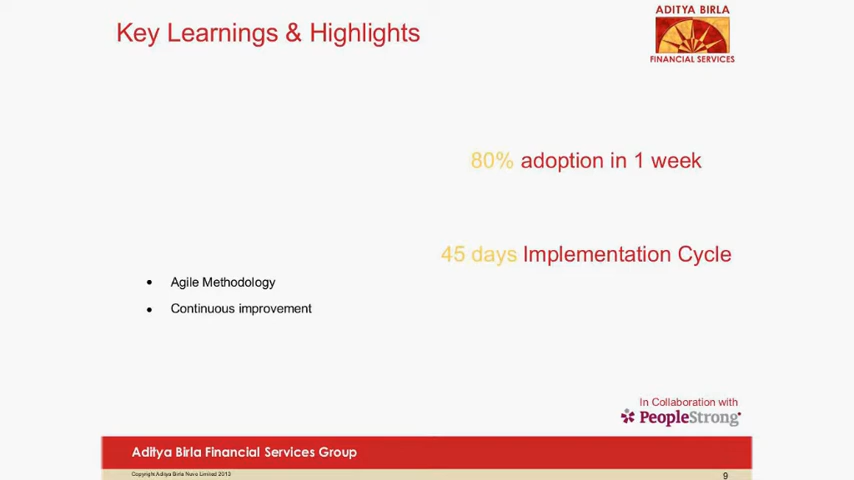 Key Learnings & Highlights
ADITYA BIRLA
FINANCIAL SERVICES
80% adoption in 1 week
45 days Implementation Cycle
• Agile Methodology
• Continuous improvement
In Collaboration with
PeopleStrong
Aditya Birla Financial Services Group
Copyright Aditya Birla Nuvo Limited 2013
9